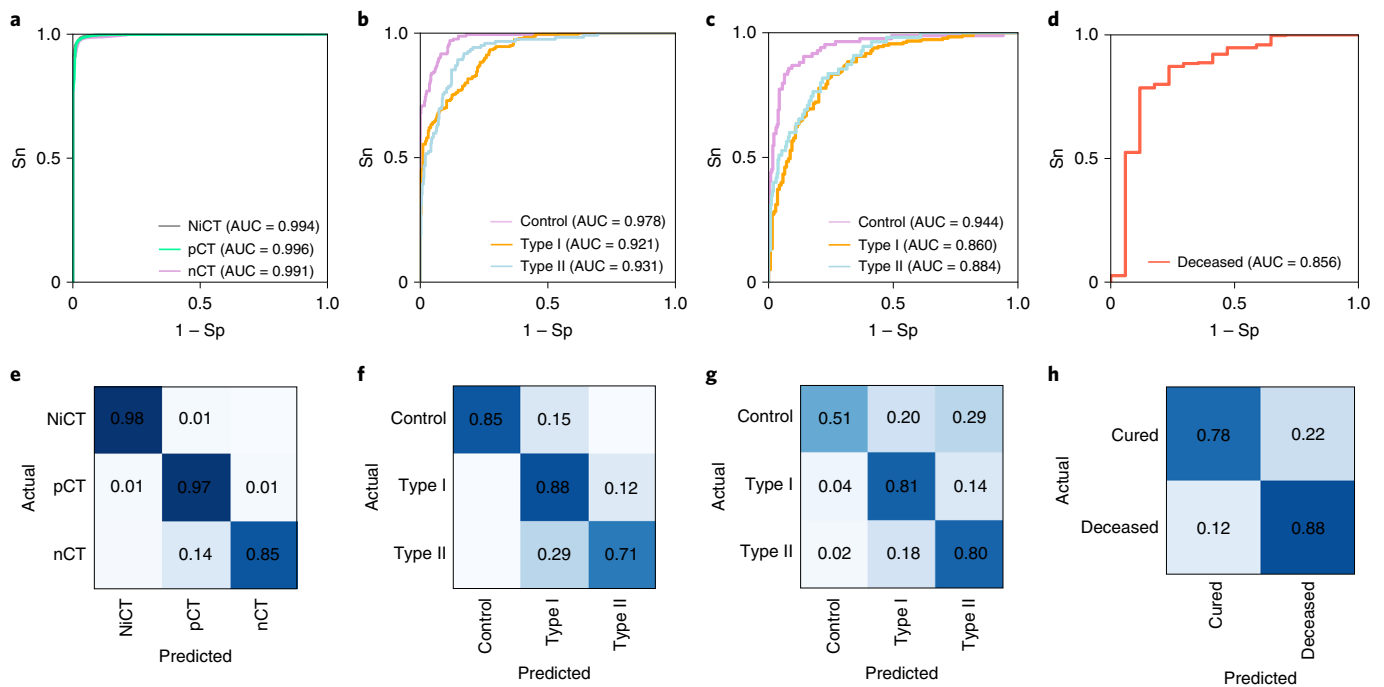 a
1.0
Sn
0.5
0
NiCT (AUC = 0.994)
pCT (AUC = 0.996)
nCT (AUC = 0.991)
0 0.5 1.0
1 – Sp
b
1.0
Sn
0.5
0
Control (AUC = 0.978)
Type I (AUC = 0.921)
Type II (AUC = 0.931)
0 0.5 1.0
1 – Sp
c
1.0
Sn
0.5
0
Control (AUC = 0.944)
Type I (AUC = 0.860)
Type II (AUC = 0.884)
0 0.5 1.0
1 – Sp
d
1.0
Sn
0.5
0
Deceased (AUC = 0.856)
0 0.5 1.0
1 – Sp
e
Actual
NiCT 0.98 0.01
pCT 0.01 0.97 0.01
nCT 0.14 0.85
NiCT pCT nCT
Predicted
f
Actual
Control 0.85 0.15
Type I 0.88 0.12
Type II 0.29 0.71
Control Type I Type II
Predicted
g
Actual
Control 0.51 0.20 0.29
Type I 0.04 0.81 0.14
Type II 0.02 0.18 0.80
Control Type I Type II
Predicted
h
Actual
Cured 0.78 0.22
Deceased 0.12 0.88
Cured Deceased
Predicted